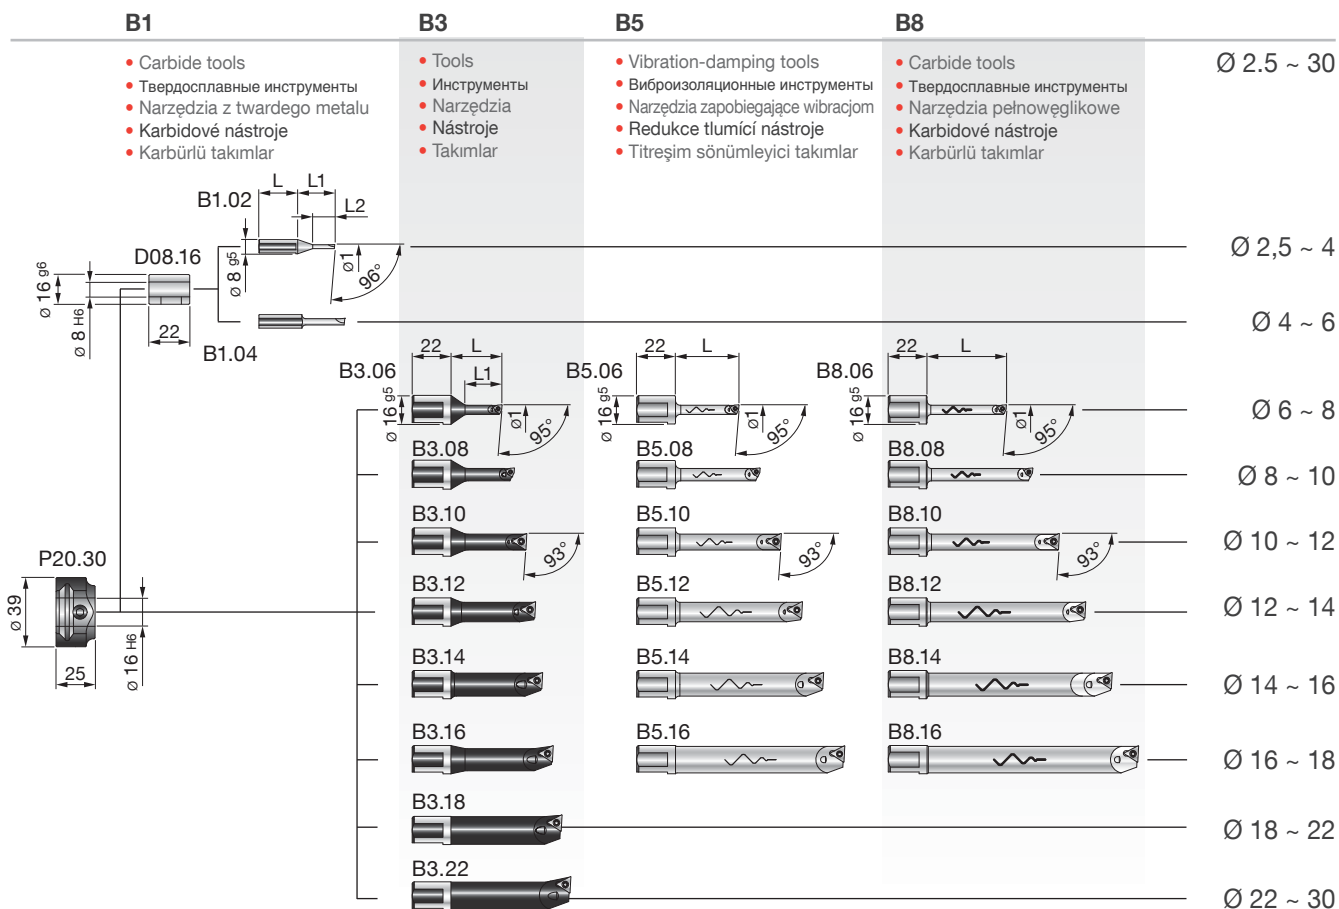 B1
B3
B5
B8
• Carbide tools
• Твердосплавные инструменты
• Narzędzia z twardego metalu
• Karbidové nástroje
• Karbürlü takımlar
• Tools
• Инструменты
• Narzędzia
• Nástroje
• Takımlar
• Vibration-damping tools
• Виброизоляционные инструменты
• Narzędzia zapobiegające wibracjom
• Redukce tlumící nástroje
• Titreşim sönümleyici takımlar
• Carbide tools
• Твердосплавные инструменты
• Narzędzia pełnowęglikowe
• Karbidové nástroje
• Karbürlü takımlar
Ø 2.5 ~ 30
B1.02
L
L1
L2
Ø 8 g5
Ø1
96°
Ø 2,5 ~ 4
D08.16
Ø 16 g6
Ø 8 H6
22
B1.04
Ø 4 ~ 6
B3.06
22
L
L1
Ø 16 g5
Ø1
95°
B5.06
22
L
Ø 16 g5
Ø1
95°
B8.06
22
L
Ø 16 g5
Ø1
95°
Ø 6 ~ 8
B3.08
B5.08
B8.08
Ø 8 ~ 10
B3.10
93°
B5.10
93°
B8.10
93°
Ø 10 ~ 12
P20.30
Ø 39
25
Ø 16 H6
B3.12
B5.12
B8.12
Ø 12 ~ 14
B3.14
B5.14
B8.14
Ø 14 ~ 16
B3.16
B5.16
B8.16
Ø 16 ~ 18
B3.18
Ø 18 ~ 22
B3.22
Ø 22 ~ 30